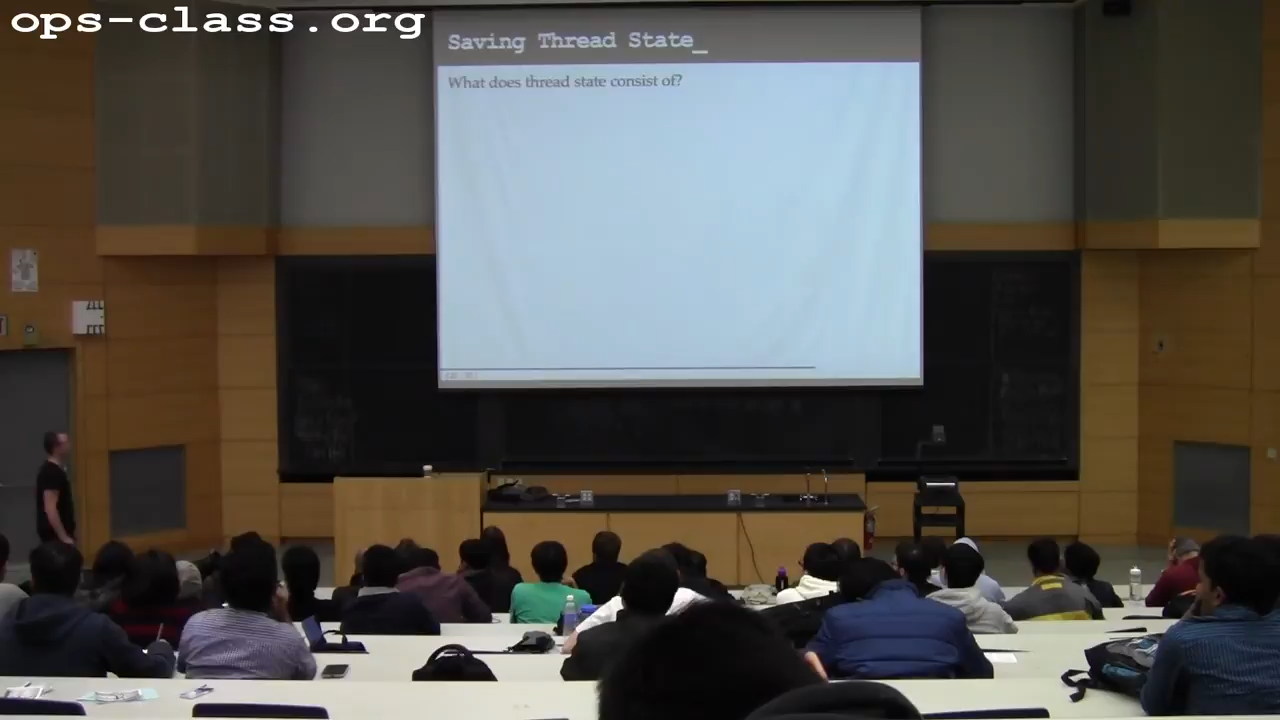 ops-class.org
Saving Thread State_
What does thread state consist of?